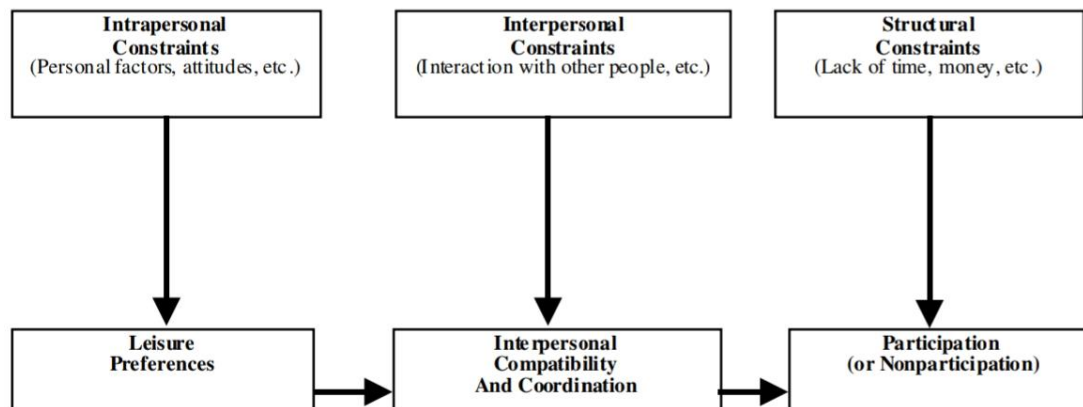 Intrapersonal
Constraints
(Personal factors, attitudes, etc.)
Interpersonal
Constraints
(Interaction with other people, etc.)
Structural
Constraints
(Lack of time, money, etc.)
Leisure
Preferences
Interpersonal
Compatibility
And Coordination
Participation
(or Nonparticipation)